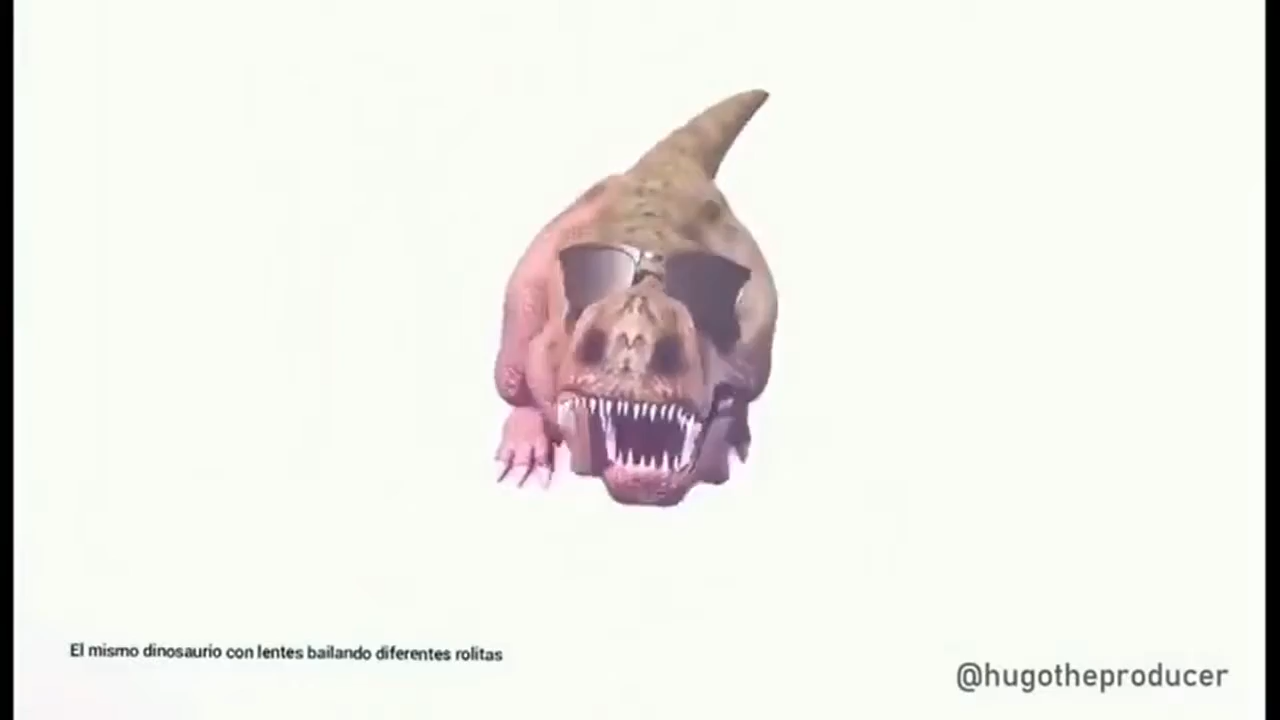 El mismo dinosaurio con lentes bailando diferentes rolitas
@hugotheproducer